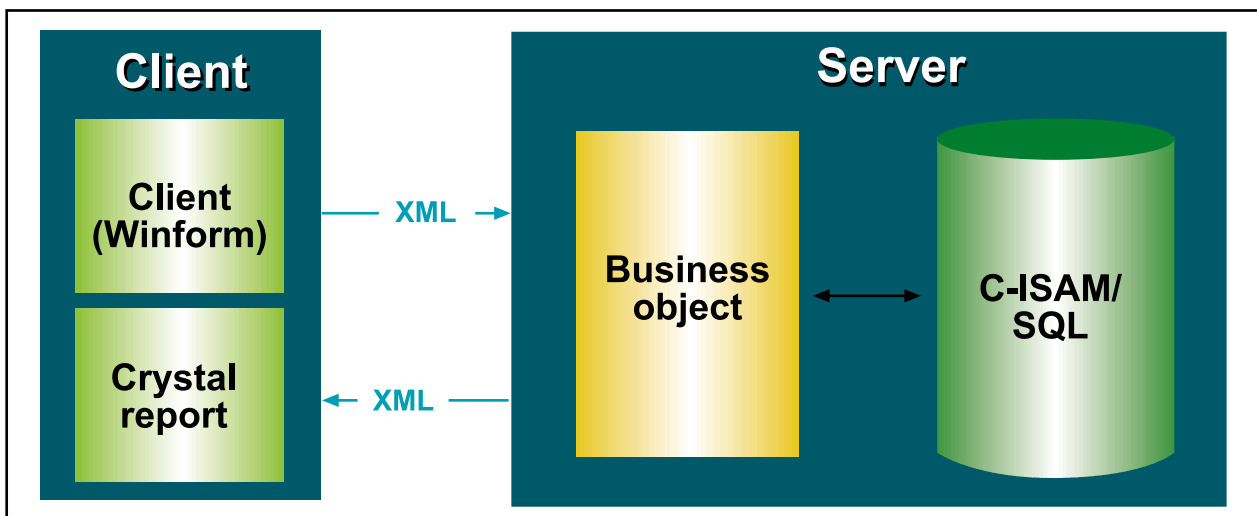 Client
Client
(Winform)
Crystal
report
XML
XML
Server
Business
object
C-ISAM/
SQL